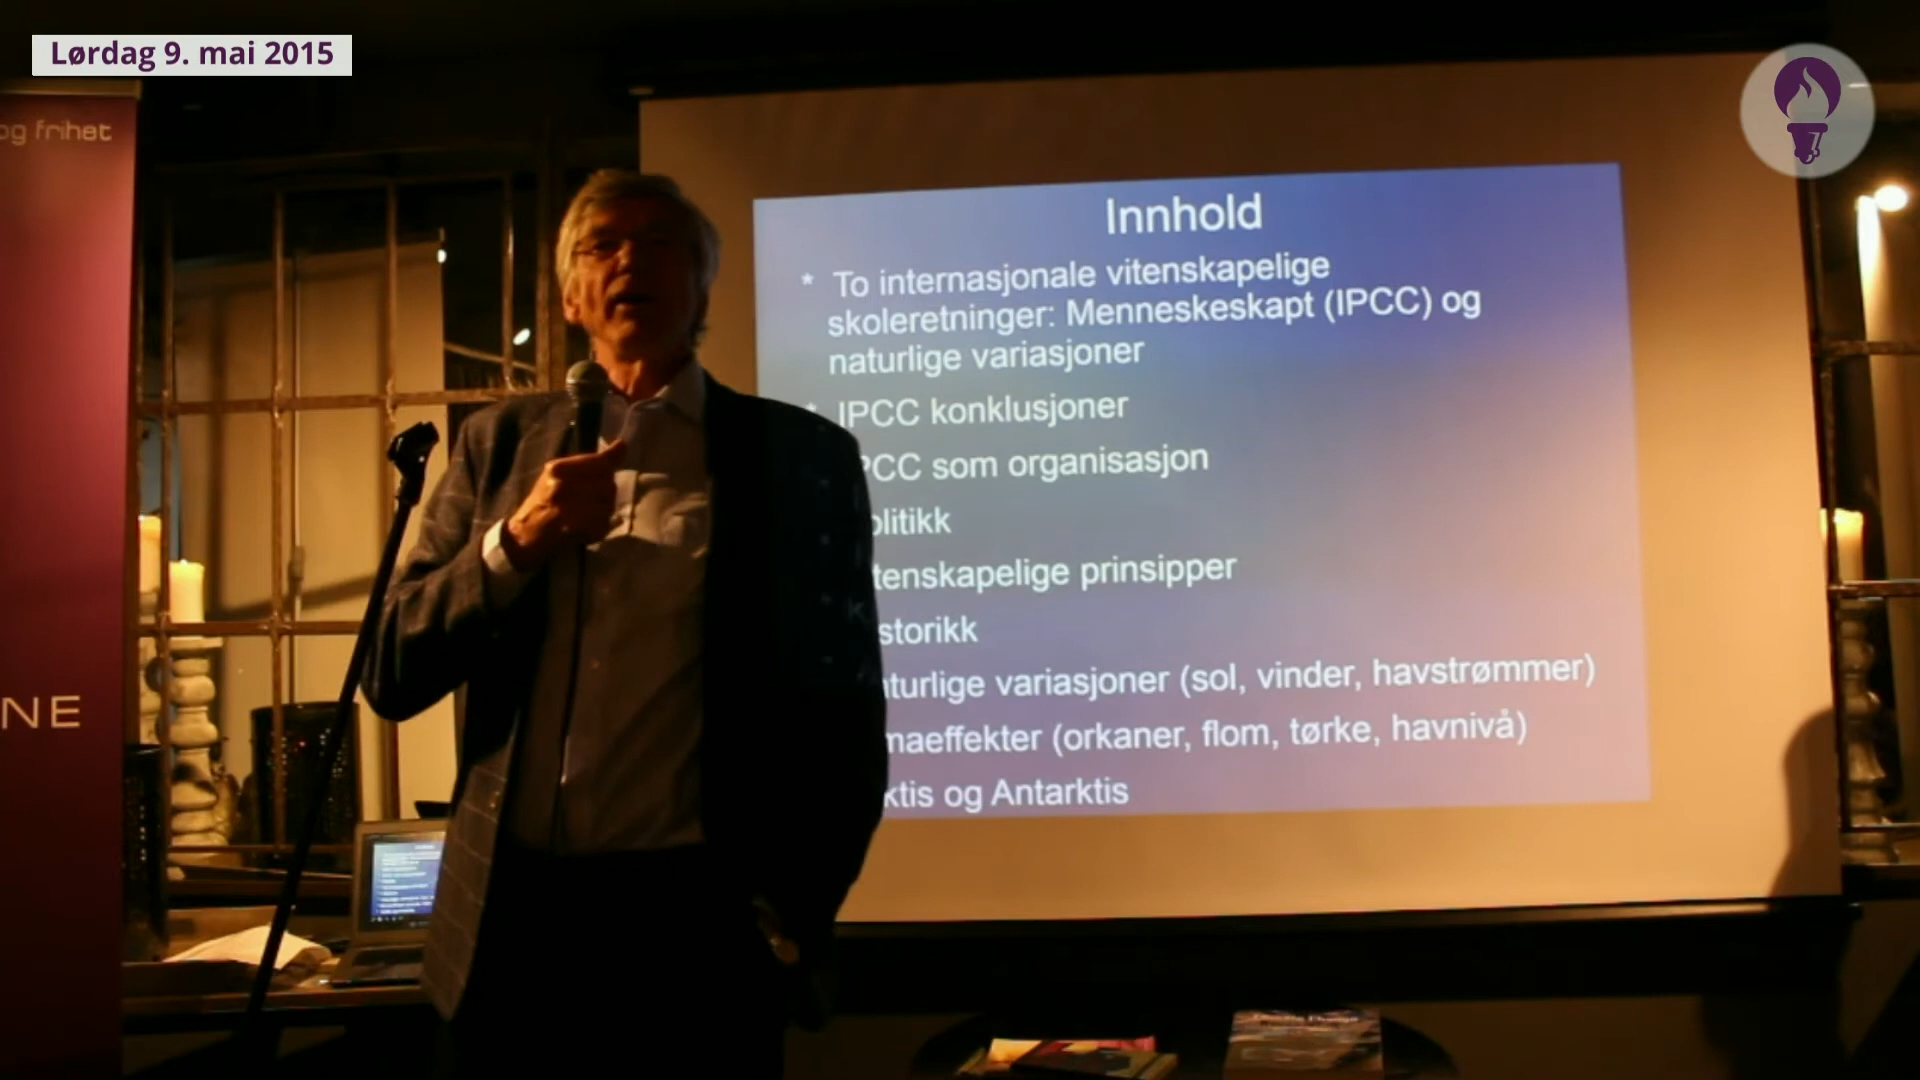 Lørdag 9. mai 2015
og frihet
NE
Innhold
* To internasjonale vitenskapelige
skoleretninger: Menneskeskapt (IPCC) og
naturlige variasjoner
* IPCC konklusjoner
PCC som organisasjon
olitikk
tenskapelige prinsipper
storikk
turlige variasjoner (sol, vinder, havstrømmer)
maeffekter (orkaner, flom, tørke, havnivå)
ktis og Antarktis